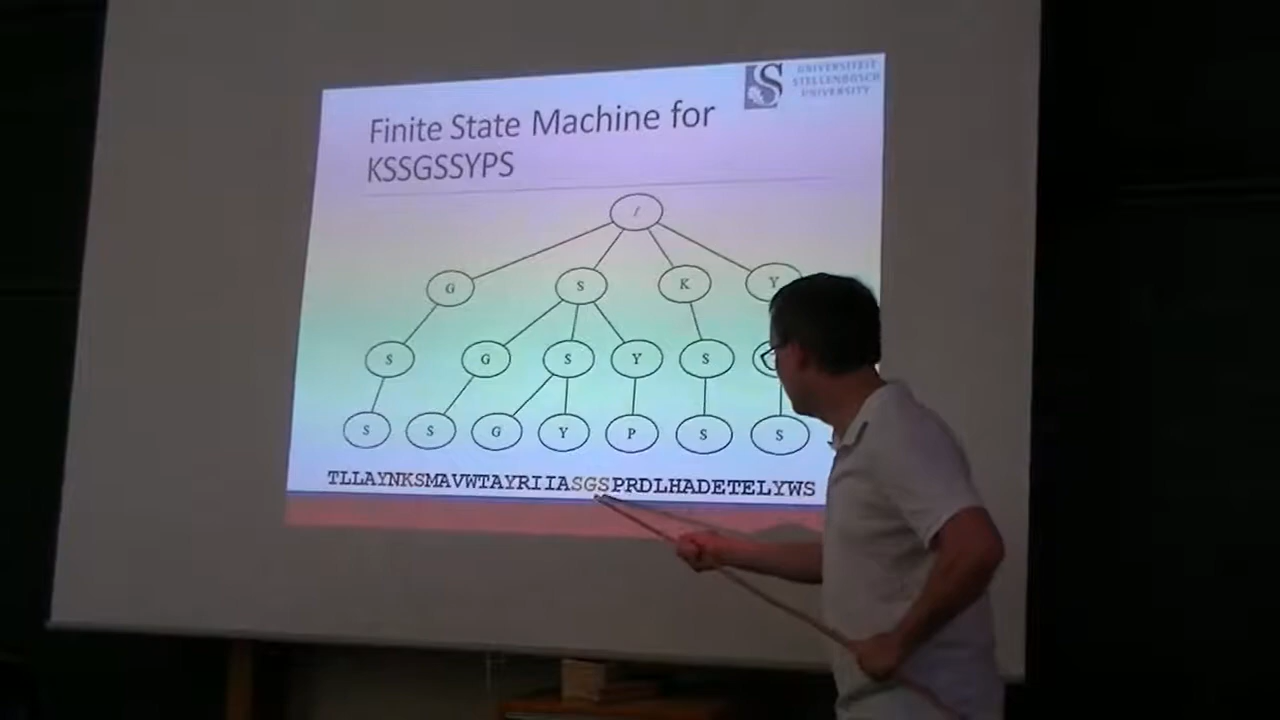 UNIVERSITEIT
STELLENBOSCH
UNIVERSITY
Finite State Machine for
KSSGSSYPS
G S K Y
S G S Y S
S S G Y P S S
TLLAYNKSMAVWTAYRIIASGSPRDLHADETELYWS